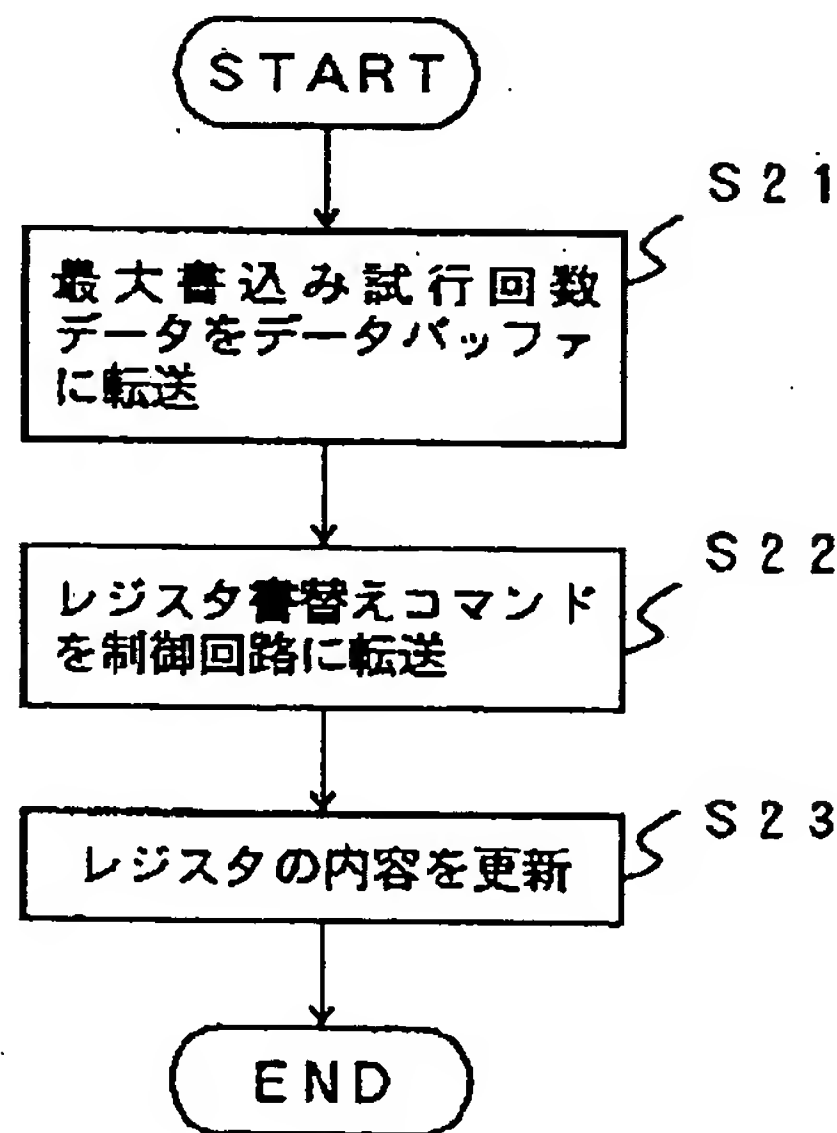 START
S21
最大書込み試行回数
データをデータバッファ
に転送
S22
レジスタ書替えコマンド
を制御回路に転送
S23
レジスタの内容を更新
END